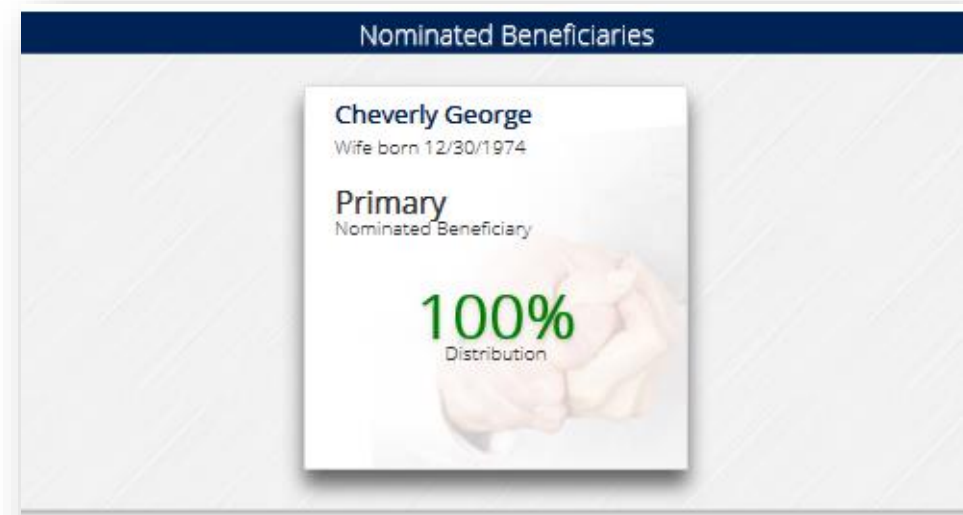 Nominated Beneficiaries
Cheverly George
Wife born 12/30/1974
Primary
Nominated Beneficiary
100%
Distribution